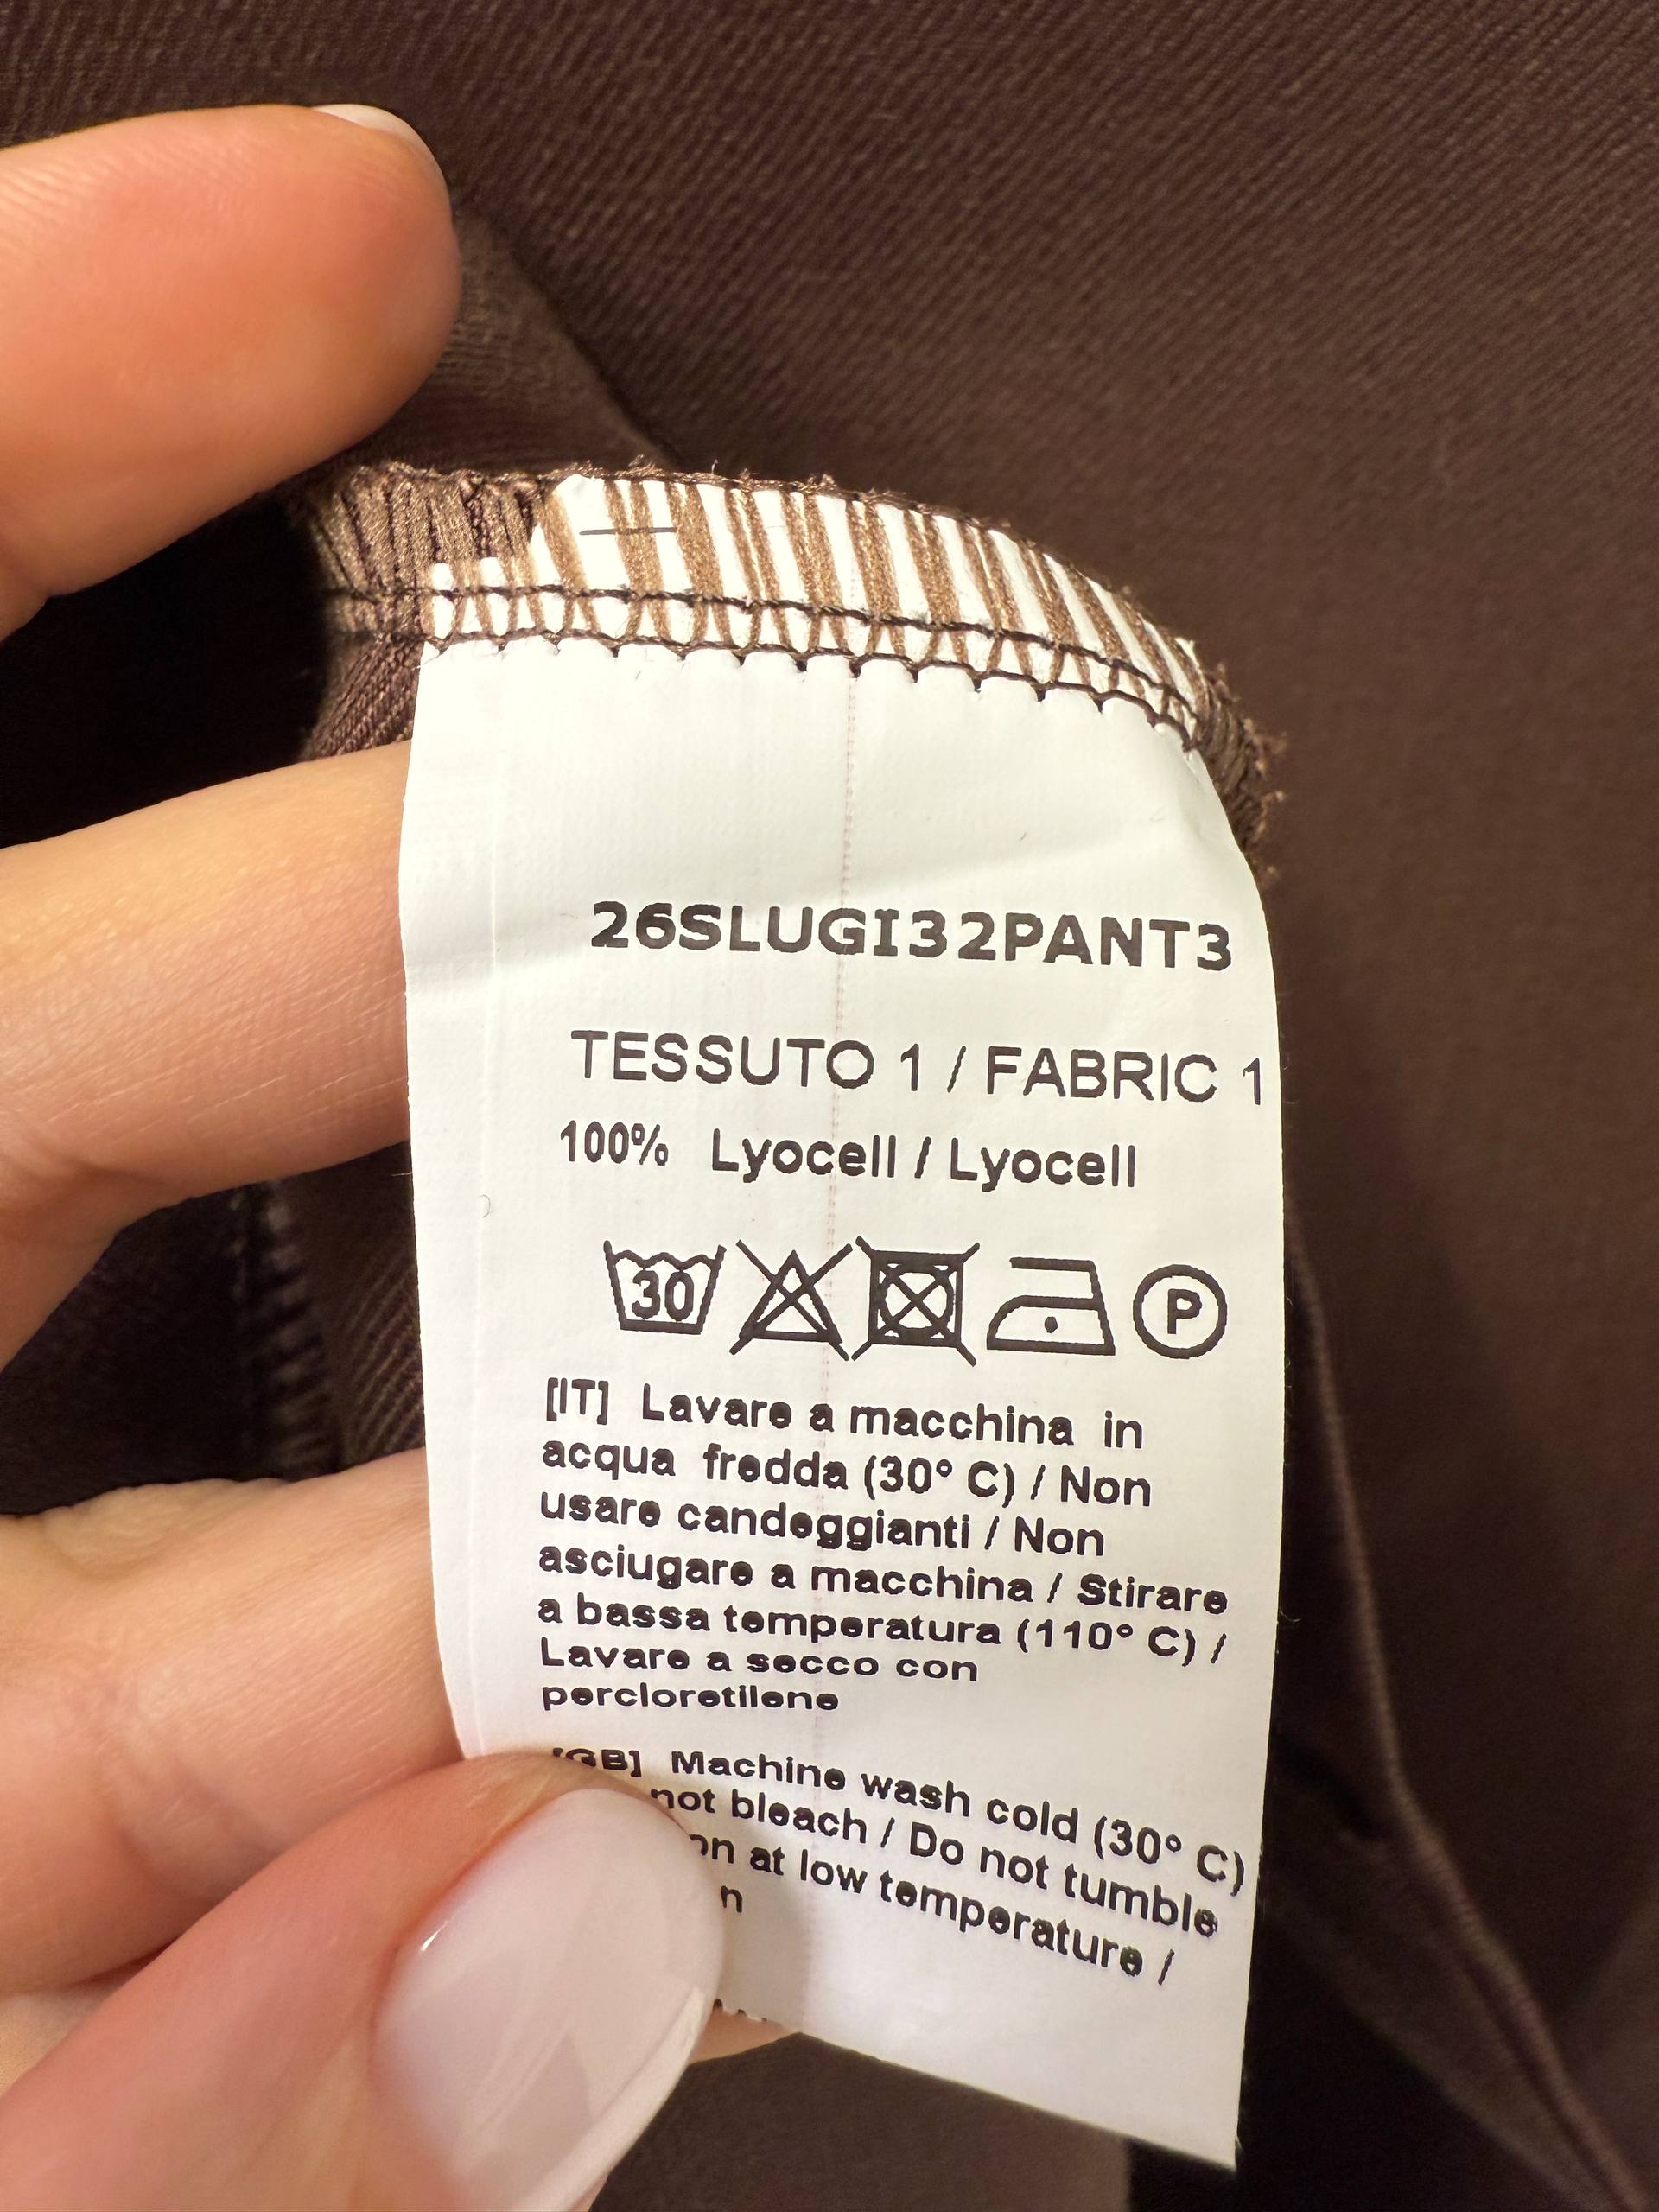 26SLUGI32PANT3
TESSUTO 1 / FABRIC 1
100% Lyocell / Lyocell
30
P
[IT] Lavare a macchina in
acqua fredda (30° C) / Non
usare candeggianti / Non
asciugare a macchina / Stirare
a bassa temperatura (110° C) /
Lavare a secco con
percloretilene
[GB] Machine wash cold (30° C)
not bleach / Do not tumble
at low temperature /